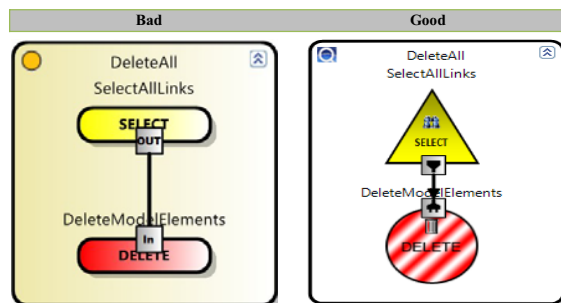 Bad
Good
DeleteAll
SelectAllLinks
SELECT
OUT
DeleteModelElements
In
DELETE
DeleteAll
SelectAllLinks
SELECT
DeleteModelElements
DELETE